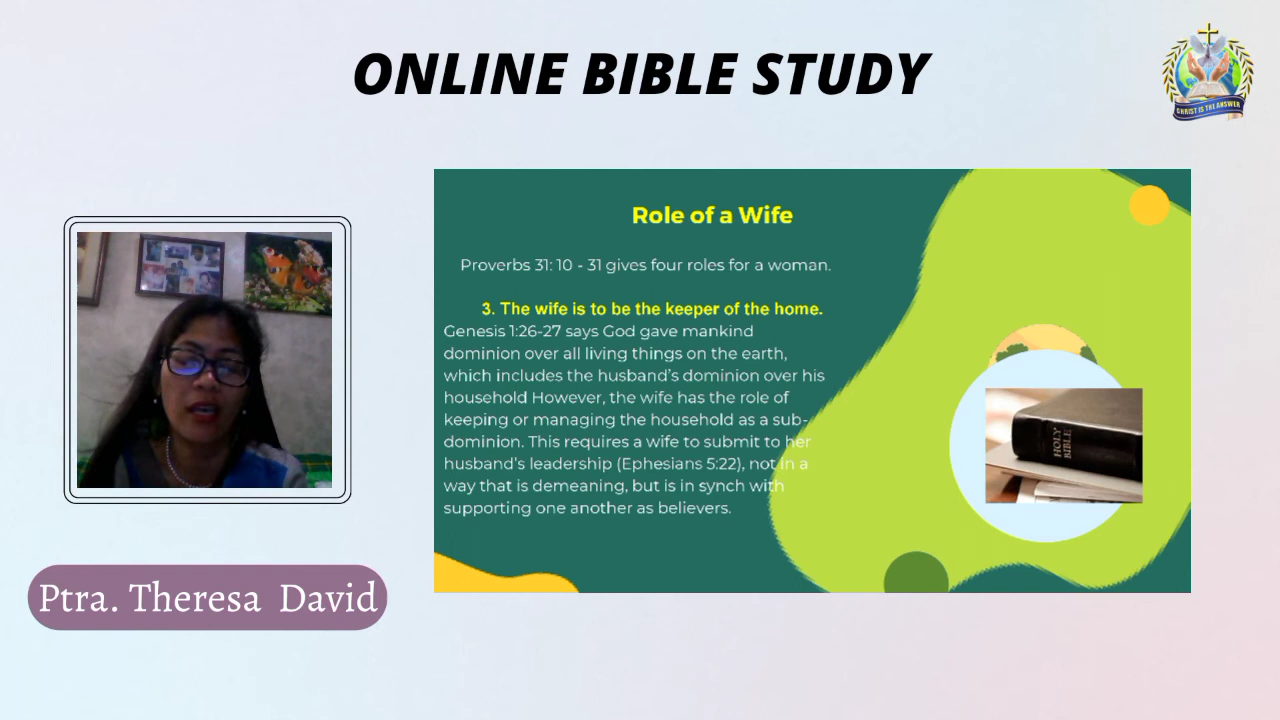 ONLINE BIBLE STUDY
CHRIST IS THE ANSWER
Role of a Wife
Proverbs 31: 10 - 31 gives four roles for a woman.
3. The wife is to be the keeper of the home.
Genesis 1:26-27 says God gave mankind
dominion over all living things on the earth,
which includes the husband's dominion over his
household However, the wife has the role of
keeping or managing the household as a sub-
dominion. This requires a wife to submit to her
husband's leadership (Ephesians 5:22), not in a
way that is demeaning, but is in synch with
supporting one another as believers.
HOLY
BIBLE
Ptra. Theresa David